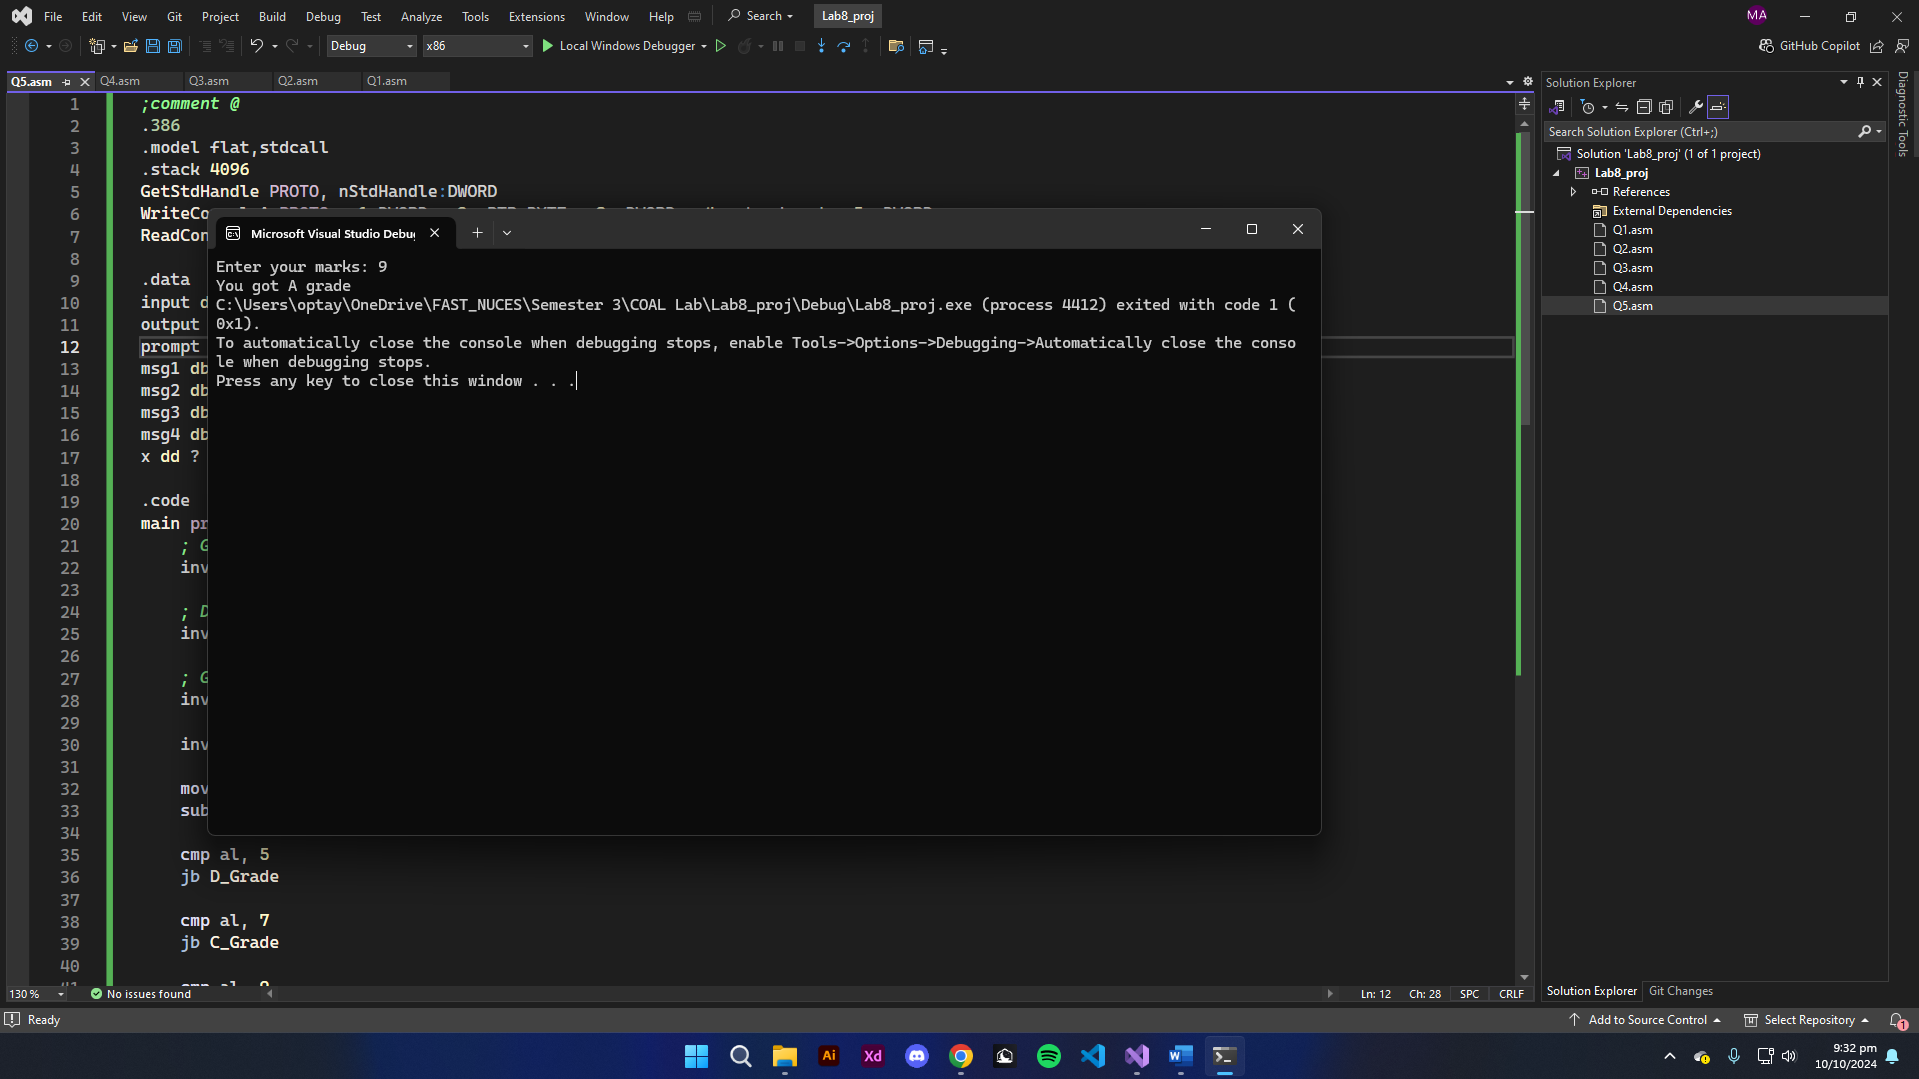 File Edit View Git Project Build Debug Test Analyze Tools Extensions Window Help Search Lab8_proj MA
Debug x86 Local Windows Debugger GitHub Copilot
Q5.asm Q4.asm Q3.asm Q2.asm Q1.asm
1 ;comment @
2 .386
3 .model flat,stdcall
4 .stack 4096
5 GetStdHandle PROTO, nStdHandle:DWORD
6 WriteCo
7 ReadCon
8
9 .data
10 input d
11 output
12 prompt
13 msg1 db
14 msg2 db
15 msg3 db
16 msg4 db
17 x dd ?
18
19 .code
20 main pr
21 ; G
22 inv
23
24 ; D
25 inv
26
27 ; G
28 inv
29
30 inv
31
32 mov
33 sub
34
35 cmp al, 5
36 jb D_Grade
37
38 cmp al, 7
39 jb C_Grade
40
Microsoft Visual Studio Debug
Enter your marks: 9
You got A grade
C:\Users\optay\OneDrive\FAST_NUCES\Semester 3\COAL Lab\Lab8_proj\Debug\Lab8_proj.exe (process 4412) exited with code 1 (
0x1).
To automatically close the console when debugging stops, enable Tools->Options->Debugging->Automatically close the conso
le when debugging stops.
Press any key to close this window . . .
130 % No issues found Ln: 12 Ch: 28 SPC CRLF
Solution Explorer
Search Solution Explorer (Ctrl+;)
Solution 'Lab8_proj' (1 of 1 project)
Lab8_proj
References
External Dependencies
Q1.asm
Q2.asm
Q3.asm
Q4.asm
Q5.asm
Solution Explorer Git Changes
Diagnostic Tools
Ready Add to Source Control Select Repository 1
Ai Xd
9:32 pm
10/10/2024